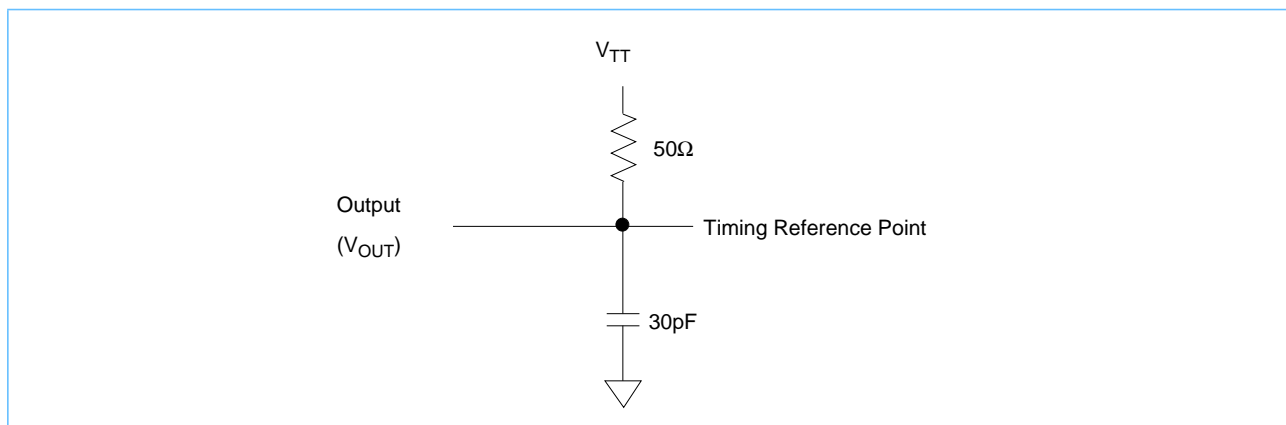 V_TT
50Ω
Output
(V_OUT)
Timing Reference Point
30pF